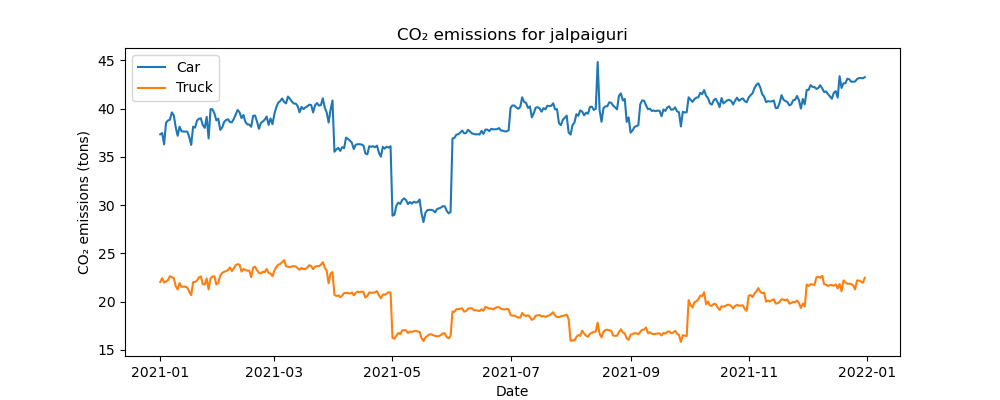 CO₂ emissions for jalpaiguri
Car
Truck
CO₂ emissions (tons)
45
40
35
30
25
20
15
2021-01 2021-03 2021-05 2021-07 2021-09 2021-11 2022-01
Date